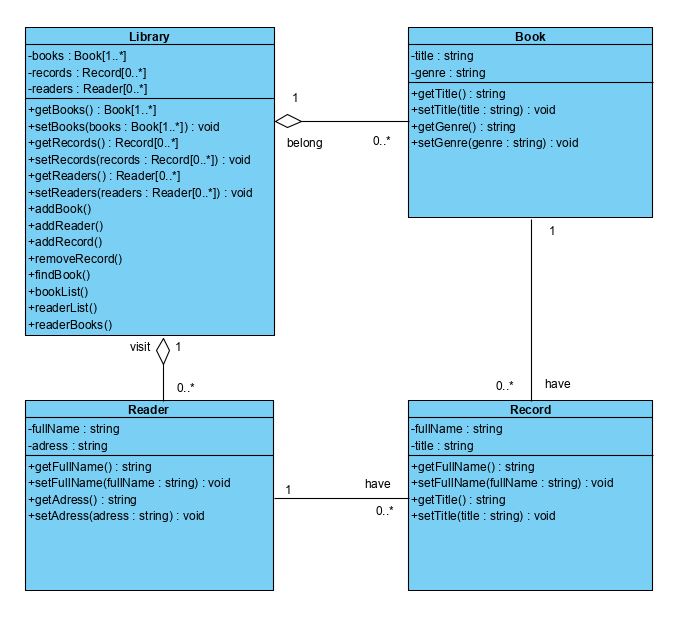 Library
-books : Book[1..*]
-records : Record[0..*]
-readers : Reader[0..*]
+getBooks() : Book[1..*]
+setBooks(books : Book[1..*]) : void
+getRecords() : Record[0..*]
+setRecords(records : Record[0..*]) : void
+getReaders() : Reader[0..*]
+setReaders(readers : Reader[0..*]) : void
+addBook()
+addReader()
+addRecord()
+removeRecord()
+findBook()
+bookList()
+readerList()
+readerBooks()
1
belong
0..*
Book
-title : string
-genre : string
+getTitle() : string
+setTitle(title : string) : void
+getGenre() : string
+setGenre(genre : string) : void
visit
1
0..*
1
0..*
have
Reader
-fullName : string
-adress : string
+getFullName() : string
+setFullName(fullName : string) : void
+getAdress() : string
+setAdress(adress : string) : void
1
have
0..*
Record
-fullName : string
-title : string
+getFullName() : string
+setFullName(fullName : string) : void
+getTitle() : string
+setTitle(title : string) : void